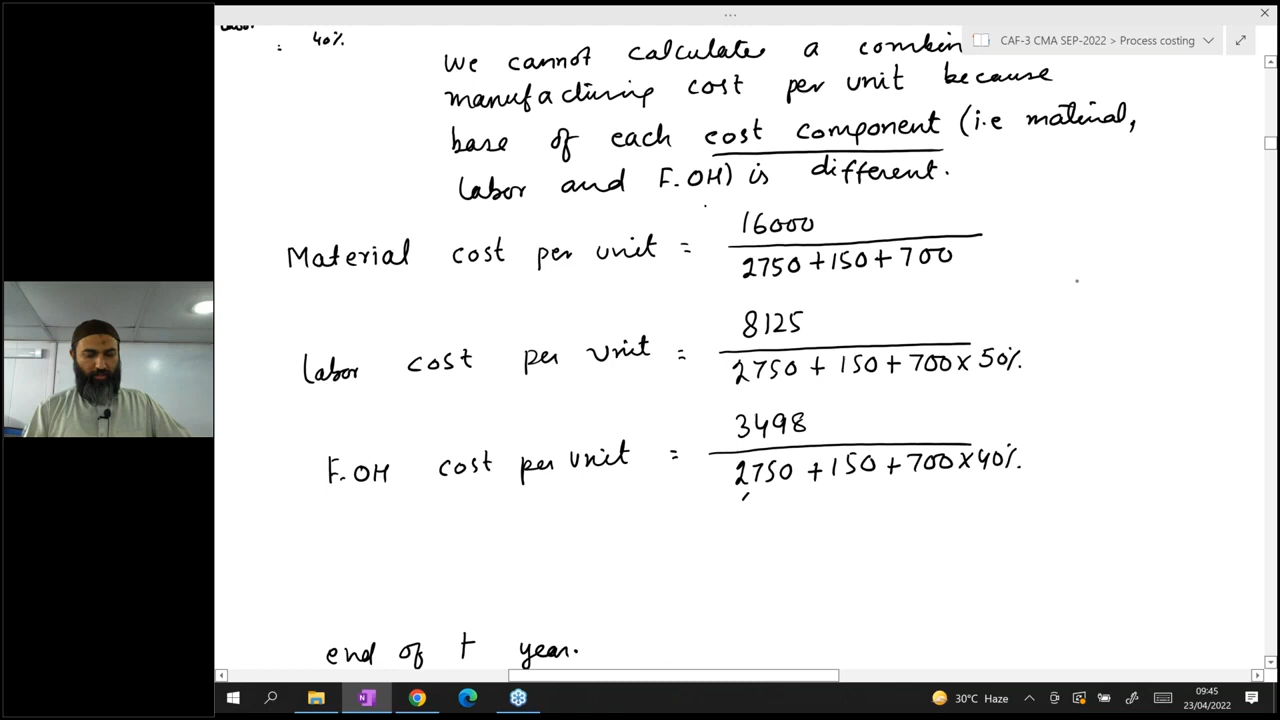 CAF-3 CMA SEP-2022 > Process costing
: 40%
We cannot calculate a combin
manufacturing cost per unit because
base of each cost component (i.e material,
labor and F.OH) is different.
Material cost per unit = 16000
2750 + 150 + 700
Labor cost per unit = 8125
2750 + 150 + 700 x 50%.
F.OH cost per unit = 3498
2750 + 150 + 700 x 40%.
end of t year.
30°C Haze
09:45
23/04/2022